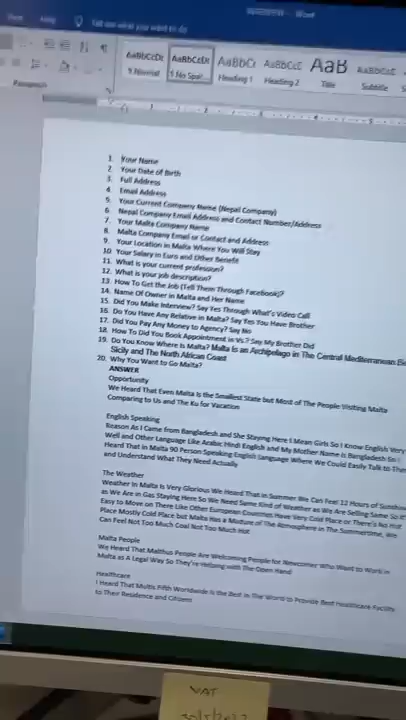 Word
Tell me what you want to do
AaBbCcDc AaBbCcDc AaBbCc AaBbCcC AaB AaBbCcC
¶ Normal ¶ No Spac... Heading 1 Heading 2 Title Subtitle
Paragraph
1. Your Name
2. Your Date of Birth
3. Full Address
4. Email Address
5. Your Current Company Name (Nepal Company)
6. Nepal Company Email Address and Contact Number/Address
7. Your Malta Company Name
8. Malta Company Email or Contact and Address
9. Your Location in Malta Where You Will Stay
10. Your Salary in Euro and Other Benefit
11. What is your current profession?
12. What is your job description?
13. How To Get the Job (Tell Them Through Facebook)?
14. Name Of Owner in Malta and Her Name
15. Did You Make Interview? Say Yes Through What's Video Call
16. Do You Have Any Relative in Malta? Say Yes You Have Brother
17. Did You Pay Any Money to Agency? Say No
18. How To Did You Book Appointment in Vs.? Say My Brother Did
19. Do You Know Where Is Malta? Malta Is an Archipelago in The Central Mediterranean
Sicily and The North African Coast
20. Why You Want to Go Malta?
ANSWER
Opportunity
We Heard That Even Malta Is the Smallest State but Most of The People Visiting Malta
Comparing to Us and The Ku for Vacation
English Speaking
Reason As I Came from Bangladesh and She Staying Here I Mean Girls So I Know English Very
Well and Other Language Like Arabic Hindi English and My Mother Name Is Bangladesh So I
Heard That in Malta 90 Person Speaking English Language Where We Could Easily Talk to
and Understand What They Need Actually
The Weather
Weather in Malta Is Very Glorious We Heard That in Summer We Can Feel 12 Hours of Sunshine
as We Are in Gas Staying Here So We Need Same Kind of Weather as We Are Selling Same So
Easy to Move on There Like Other European Countries Have Very Cold Place or There's No Hot
Place Mostly Cold Place but Malta Has a Mixture of The Atmosphere in The Summertime, We
Can Feel Not Too Much Coal Not Too Much Hot
Malta People
We Heard That Malthus People Are Welcoming People for Newcomer Who Want to Work in
Malta as A Legal Way So They're Helping with The Open Hand
Healthcare
I Heard That Multis Fifth Worldwide Is the Best in The World to Provide Best Healthcare Facility
to Their Residence and Citizens
VAT